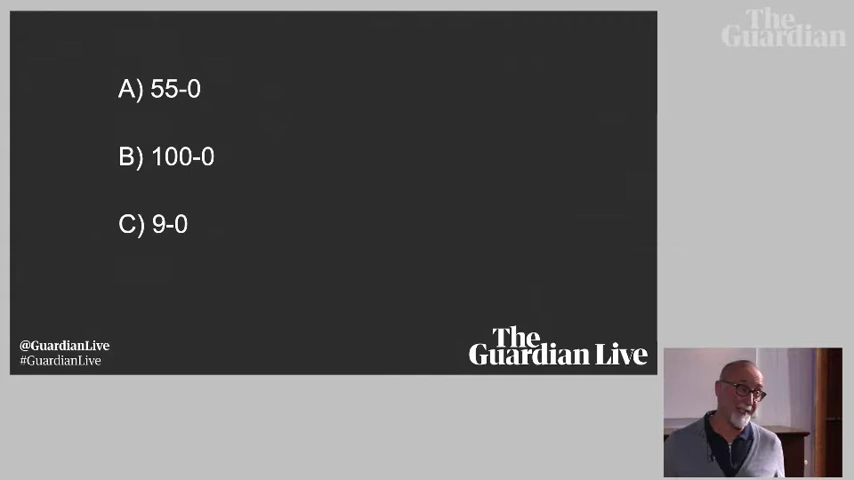 The
Guardian
A) 55-0
B) 100-0
C) 9-0
@GuardianLive
#GuardianLive
The
Guardian Live